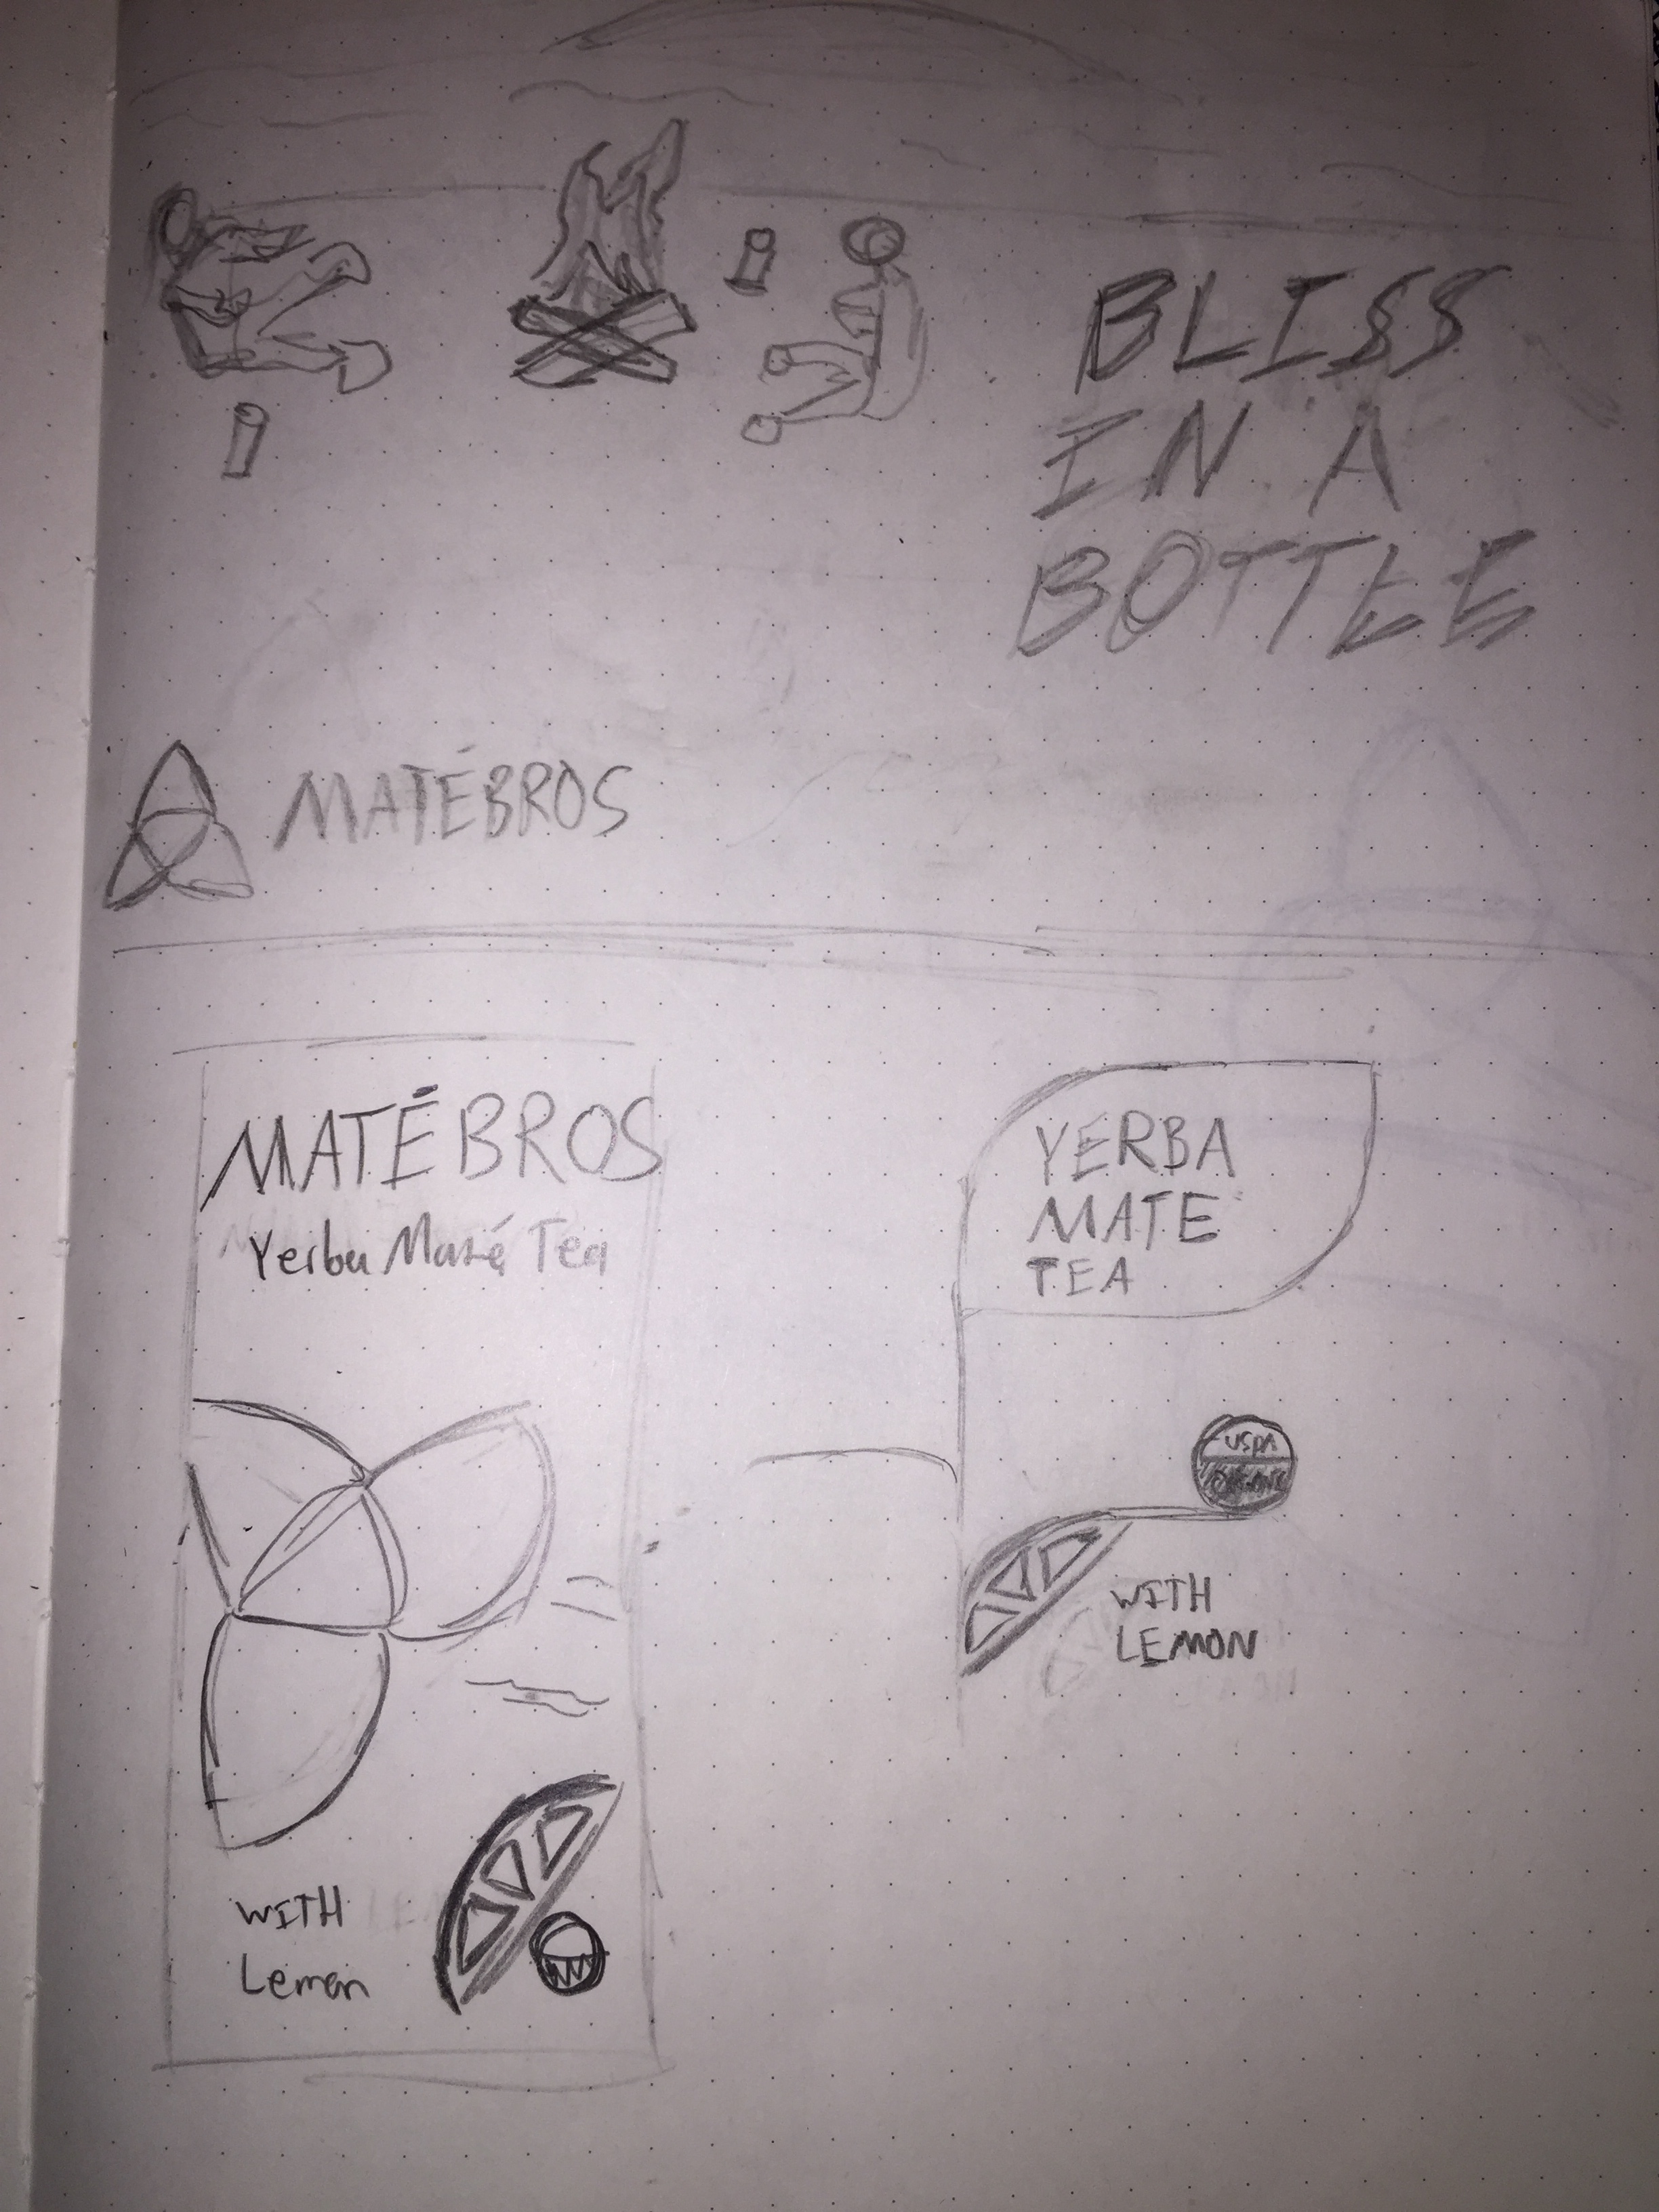 BLISS
IN A
BOTTLE
MATÉBROS
MATÉBROS
Yerba Maté Tea
WITH
Lemon
YERBA
MATE
TEA
USDA
ORGANIC
WITH
LEMON